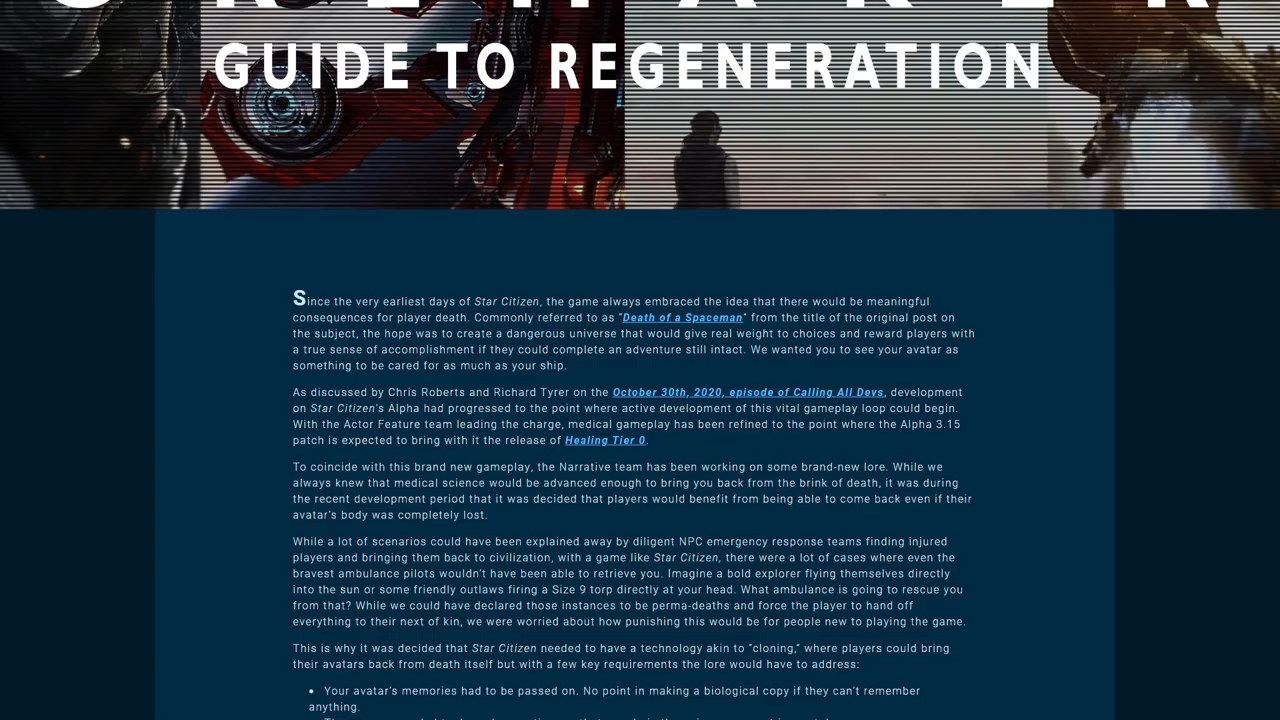 GUIDE TO REGENERATION
Since the very earliest days of Star Citizen, the game always embraced the idea that there would be meaningful
consequences for player death. Commonly referred to as "Death of a Spaceman" from the title of the original post on
the subject, the hope was to create a dangerous universe that would give real weight to choices and reward players with
a true sense of accomplishment if they could complete an adventure still intact. We wanted you to see your avatar as
something to be cared for as much as your ship.
As discussed by Chris Roberts and Richard Tyrer on the October 30th, 2020, episode of Calling All Devs, development
on Star Citizen's Alpha had progressed to the point where active development of this vital gameplay loop could begin.
With the Actor Feature team leading the charge, medical gameplay has been refined to the point where the Alpha 3.15
patch is expected to bring with it the release of Healing Tier 0.
To coincide with this brand new gameplay, the Narrative team has been working on some brand-new lore. While we
always knew that medical science would be advanced enough to bring you back from the brink of death, it was during
the recent development period that it was decided that players would benefit from being able to come back even if their
avatar's body was completely lost.
While a lot of scenarios could have been explained away by diligent NPC emergency response teams finding injured
players and bringing them back to civilization, with a game like Star Citizen, there were a lot of cases where even the
bravest ambulance pilots wouldn't have been able to retrieve you. Imagine a bold explorer flying themselves directly
into the sun or some friendly outlaws firing a Size 9 torp directly at your head. What ambulance is going to rescue you
from that? While we could have declared those instances to be perma-deaths and force the player to hand off
everything to their next of kin, we were worried about how punishing this would be for people new to playing the game.
This is why it was decided that Star Citizen needed to have a technology akin to "cloning," where players could bring
their avatars back from death itself but with a few key requirements the lore would have to address:
• Your avatar's memories had to be passed on. No point in making a biological copy if they can't remember
anything.